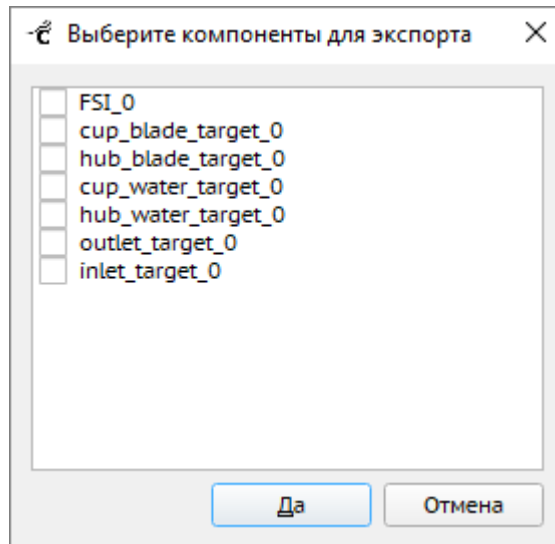 Выберите компоненты для экспорта
FSI_0
cup_blade_target_0
hub_blade_target_0
cup_water_target_0
hub_water_target_0
outlet_target_0
inlet_target_0
Да
Отмена